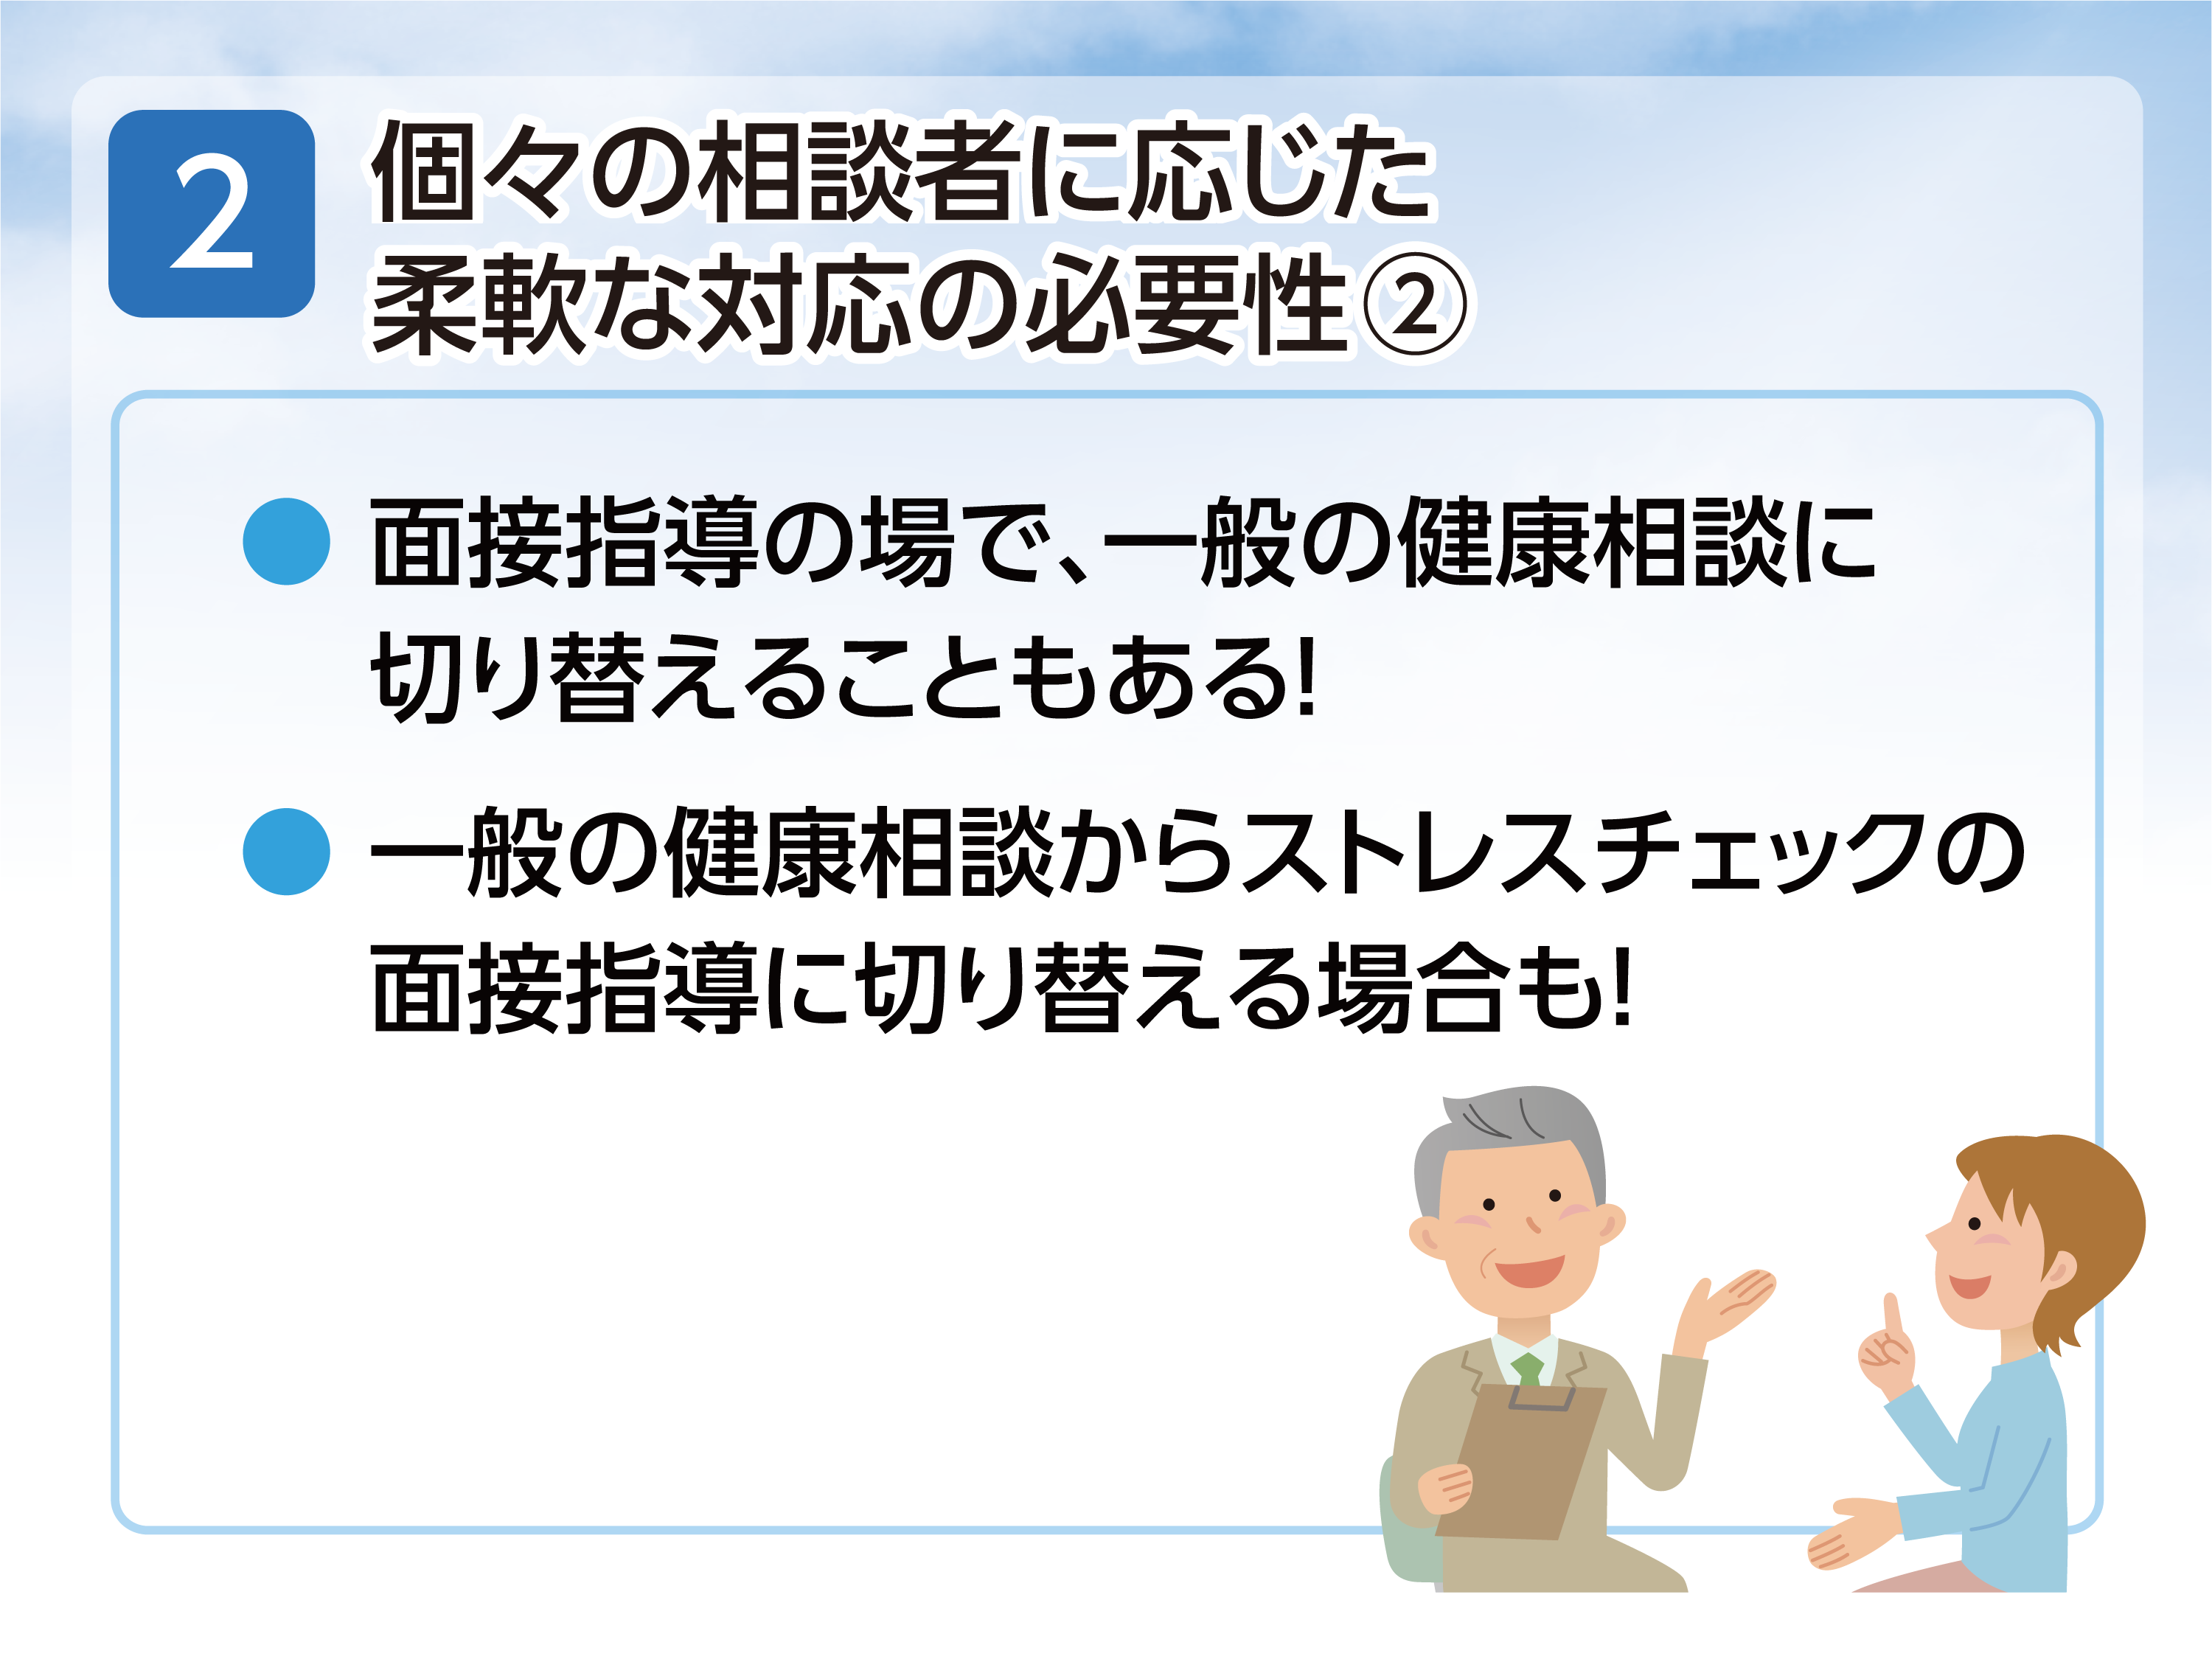 2
個々の相談者に応じた
柔軟な対応の必要性②
● 面接指導の場で、一般の健康相談に
切り替えることもある!
● 一般の健康相談からストレスチェックの
面接指導に切り替える場合も!